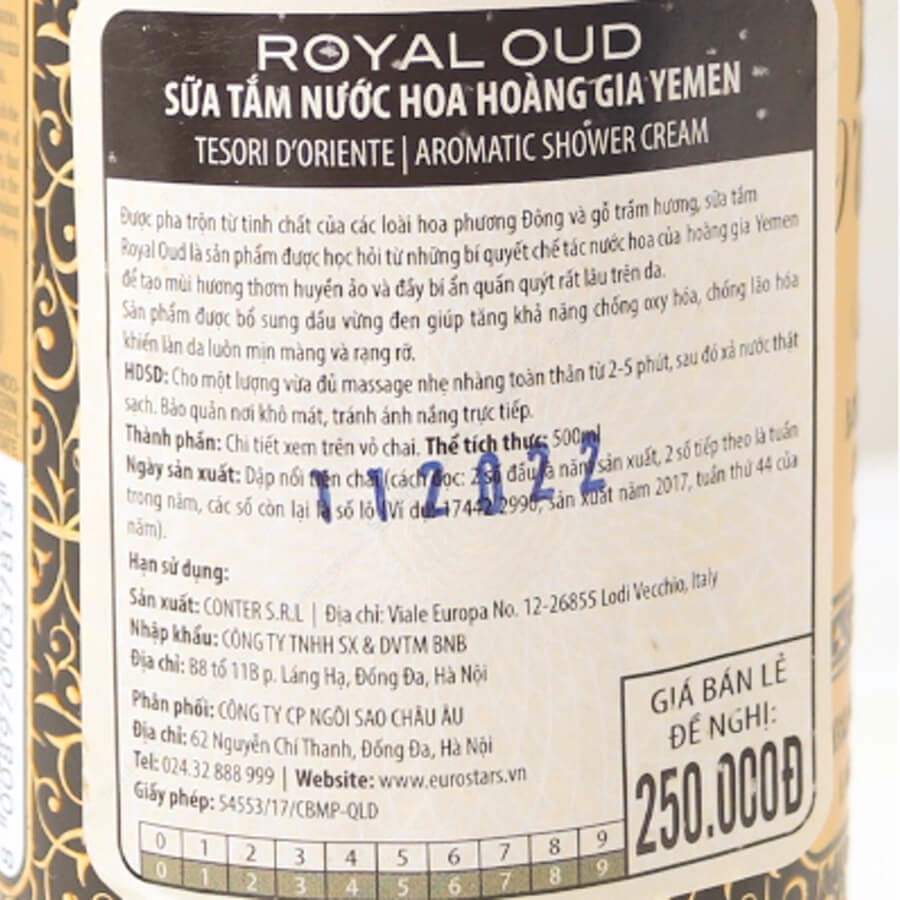 ROYAL OUD
SỮA TẮM NƯỚC HOA HOÀNG GIA YEMEN
TESORI D'ORIENTE | AROMATIC SHOWER CREAM
Được pha trộn từ tinh chất của các loài hoa phương Đông và gỗ trầm hương, sữa tắm
Royal Oud là sản phẩm được học hỏi từ những bí quyết chế tác nước hoa của hoàng gia Yemen
để tạo mùi hương thơm huyền ảo và đầy bí ẩn quấn quýt rất lâu trên da.
Sản phẩm được bổ sung dầu vừng đen giúp tăng khả năng chống oxy hóa, chống lão hóa
khiến làn da luôn mịn màng và rạng rỡ.
HDSD: Cho một lượng vừa đủ massage nhẹ nhàng toàn thân từ 2-5 phút, sau đó xả nước thật
sạch. Bảo quản nơi khô mát, tránh ánh nắng trực tiếp.
Thành phần: Chi tiết xem trên vỏ chai. Thể tích thực: 500ml
Ngày sản xuất: Dập nổi trên chai (cách đọc: 2 số đầu là năm sản xuất, 2 số tiếp theo là tuần
112022
trong năm, các số còn lại là số lô (Ví dụ: 17442299b, sản xuất năm 2017, tuần thứ 44 của
năm).
Hạn sử dụng:
Sản xuất: CONTER S.R.L | Địa chỉ: Viale Europa No. 12-26855 Lodi Vecchio, Italy
Nhập khẩu: CÔNG TY TNHH SX & DVTM BNB
Địa chỉ: B8 tổ 11B p. Láng Hạ, Đống Đa, Hà Nội
Phân phối: CÔNG TY CP NGÔI SAO CHÂU ÂU
Địa chỉ: 62 Nguyễn Chí Thanh, Đống Đa, Hà Nội
Tel: 024.32 888 999 | Website: www.eurostars.vn
Giấy phép: 54553/17/CBMP-QLD
GIÁ BÁN LẺ
ĐỀ NGHỊ:
250.000Đ
0 1 2 3 4 5 6 7 8 9
0 1 2 3 4 5 6 7 8 9